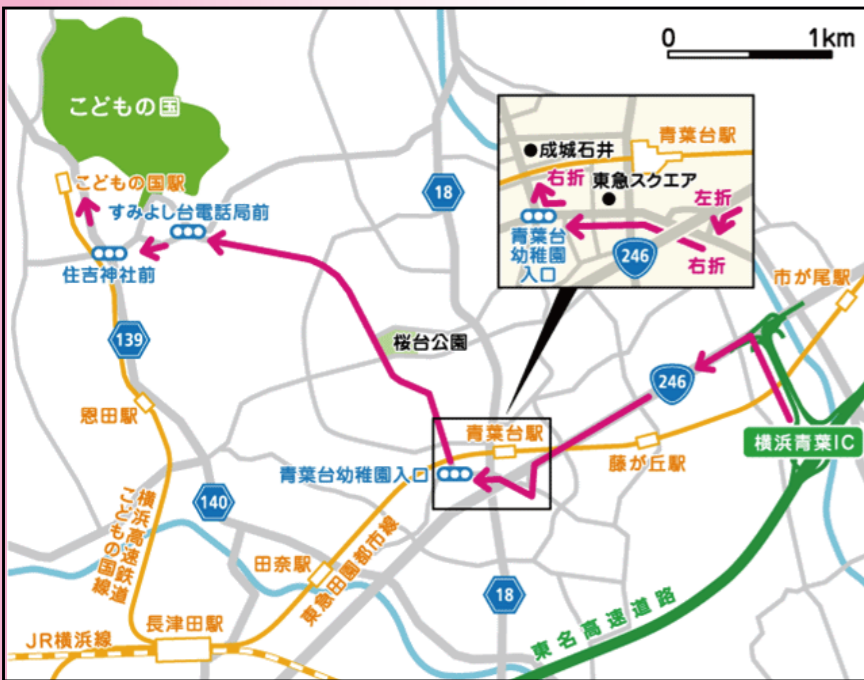 0 1km
こどもの国
こどもの国駅
すみよし台電話局前
住吉神社前
18
139
恩田駅
桜台公園
青葉台駅
成城石井
右折
東急スクエア
左折
青葉台
幼稚園
入口
246
右折
市が尾駅
246
横浜青葉IC
青葉台駅
藤が丘駅
青葉台幼稚園入口
140
横浜高速鉄道
こどもの国線
田奈駅
東急田園都市線
18
長津田駅
JR横浜線
東名高速道路